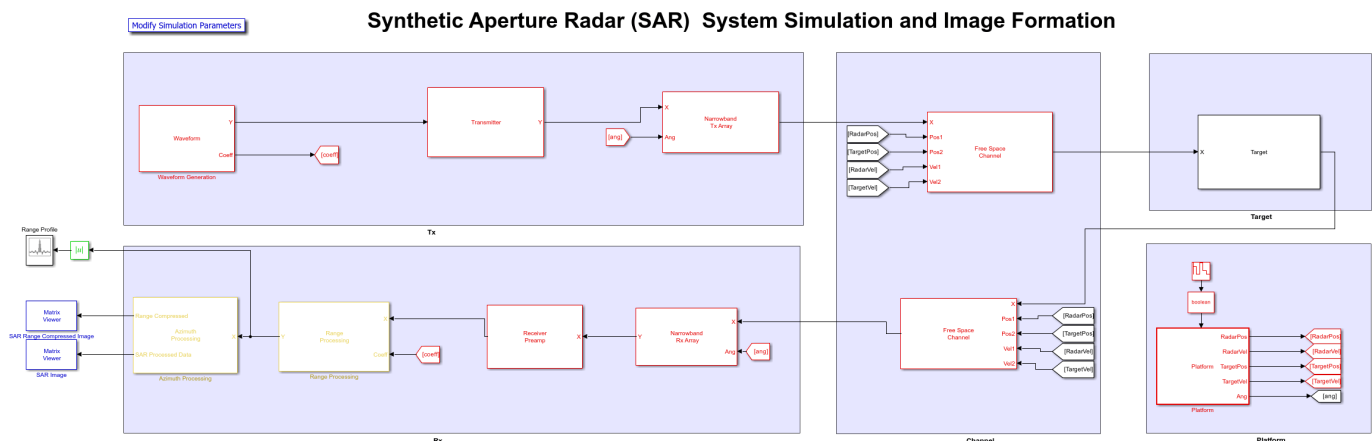 Synthetic Aperture Radar (SAR)  System Simulation and Image Formation
Modify Simulation Parameters
Waveform
Y
Coeff
Waveform Generation
[coeff]
Transmitter
Y
[ang]
X
Narrowband
Tx Array
Ang
Tx
[RadarPos]
[TargetPos]
[RadarVel]
[TargetVel]
X
Pos1
Pos2
Vel1
Vel2
Free Space
Channel
X
Target
Target
Range Profile
|u|
Matrix
Viewer
SAR Range Compressed Image
Matrix
Viewer
SAR Image
Range Compressed
Azimuth
Processing
X
SAR Processed Data
Azimuth Processing
Y
Range
Processing
X
Coeff
Range Processing
[coeff]
Receiver
Preamp
Y
Narrowband
Rx Array
X
Ang
[ang]
Rx
Free Space
Channel
X
Pos1
Pos2
Vel1
Vel2
[RadarPos]
[TargetPos]
[RadarVel]
[TargetVel]
Channel
boolean
Platform
RadarPos
RadarVel
TargetPos
TargetVel
Ang
Platform
[RadarPos]
[RadarVel]
[TargetPos]
[TargetVel]
[ang]
Platform